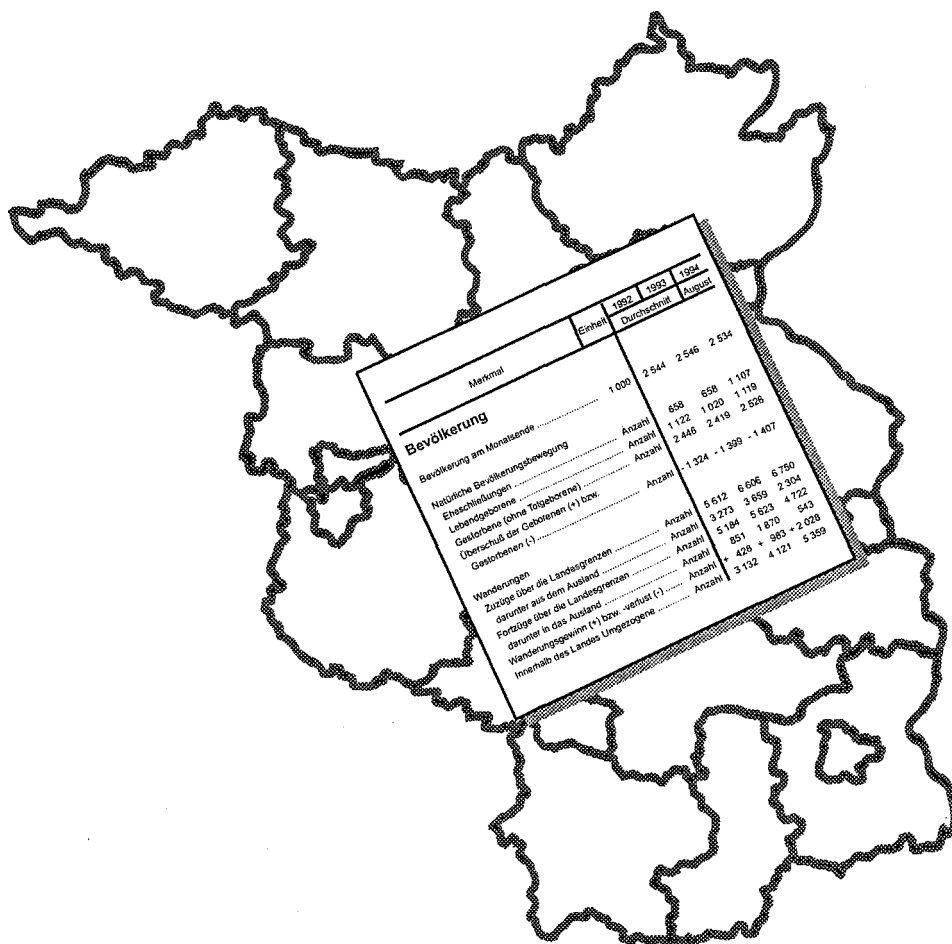 Merkmal Einheit 1992 1993 1994
Durchschnitt August
Bevölkerung
Bevölkerung am Monatsende ................ 1 000 2 544 2 546 2 534
Natürliche Bevölkerungsbewegung
Eheschließungen ................ Anzahl 658 658 1 107
Lebendgeborene ................ Anzahl 1 122 1 020 1 119
Gestorbene (ohne Totgeborene) ................ Anzahl 2 446 2 419 2 526
Überschuß der Geborenen (+) bzw.
Gestorbenen (-) ................ Anzahl - 1 324 - 1 399 - 1 407
Wanderungen
Zuzüge über die Landesgrenzen ................ Anzahl 5 612 6 606 6 750
darunter aus dem Ausland ................ Anzahl 3 273 3 659 2 304
Fortzüge über die Landesgrenzen ................ Anzahl 5 184 5 623 4 722
darunter in das Ausland ................ Anzahl 851 1 870 543
Wanderungsgewinn (+) bzw. -verlust (-) ...... Anzahl + 428 + 983 + 2 028
Innerhalb des Landes Umgezogene ........... Anzahl 3 132 4 121 5 359